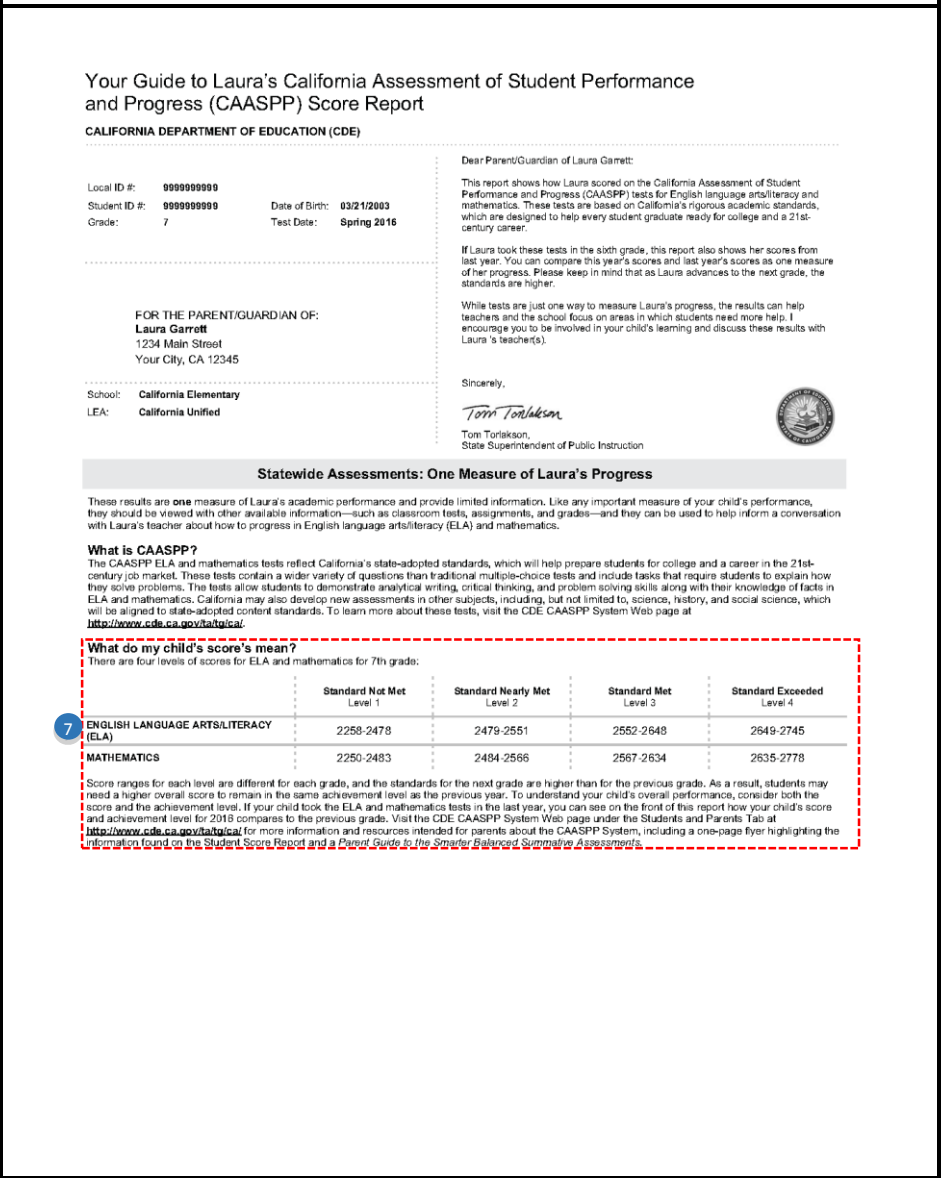 Your Guide to Laura's California Assessment of Student Performance
and Progress (CAASPP) Score Report
CALIFORNIA DEPARTMENT OF EDUCATION (CDE)
Local ID #: 9999999999
Student ID #: 9999999999 Date of Birth: 03/21/2003
Grade: 7 Test Date: Spring 2016
FOR THE PARENT/GUARDIAN OF:
Laura Garrett
1234 Main Street
Your City, CA 12345
School: California Elementary
LEA: California Unified
Dear Parent/Guardian of Laura Garrett:
This report shows how Laura scored on the California Assessment of Student
Performance and Progress (CAASPP) tests for English language arts/literacy and
mathematics. These tests are based on California's rigorous academic standards,
which are designed to help every student graduate ready for college and a 21st-
century career.
If Laura took these tests in the sixth grade, this report also shows her scores from
last year. You can compare this year's scores and last year's scores as one measure
of her progress. Please keep in mind that as Laura advances to the next grade, the
standards are higher.
While tests are just one way to measure Laura's progress, the results can help
teachers and the school focus on areas in which students need more help. I
encourage you to be involved in your child's learning and discuss these results with
Laura 's teacher(s).
Sincerely,
Tom Torlakson
Tom Torlakson,
State Superintendent of Public Instruction
Statewide Assessments: One Measure of Laura's Progress
These results are one measure of Laura's academic performance and provide limited information. Like any important measure of your child's performance,
they should be viewed with other available information—such as classroom tests, assignments, and grades—and they can be used to help inform a conversation
with Laura's teacher about how to progress in English language arts/literacy (ELA) and mathematics.
What is CAASPP?
The CAASPP ELA and mathematics tests reflect California's state-adopted standards, which will help prepare students for college and a career in the 21st-
century job market. These tests contain a wider variety of questions than traditional multiple-choice tests and include tasks that require students to explain how
they solve problems. The tests allow students to demonstrate analytical writing, critical thinking, and problem solving skills along with their knowledge of facts in
ELA and mathematics. California may also develop new assessments in other subjects, including, but not limited to, science, history, and social science, which
will be aligned to state-adopted content standards. To learn more about these tests, visit the CDE CAASPP System Web page at
http://www.cde.ca.gov/ta/tg/ca/.
What do my child's score's mean?
There are four levels of scores for ELA and mathematics for 7th grade:
Standard Not Met Standard Nearly Met Standard Met Standard Exceeded
Level 1 Level 2 Level 3 Level 4
7 ENGLISH LANGUAGE ARTS/LITERACY
(ELA) 2258-2478 2479-2551 2552-2648 2649-2745
MATHEMATICS 2250-2483 2484-2566 2567-2634 2635-2778
Score ranges for each level are different for each grade, and the standards for the next grade are higher than for the previous grade. As a result, students may
need a higher overall score to remain in the same achievement level as the previous year. To understand your child's overall performance, consider both the
score and the achievement level. If your child took the ELA and mathematics tests in the last year, you can see on the front of this report how your child's score
and achievement level for 2016 compares to the previous grade. Visit the CDE CAASPP System Web page under the Students and Parents Tab at
http://www.cde.ca.gov/ta/tg/ca/ for more information and resources intended for parents about the CAASPP System, including a one-page flyer highlighting the
information found on the Student Score Report and a Parent Guide to the Smarter Balanced Summative Assessments.